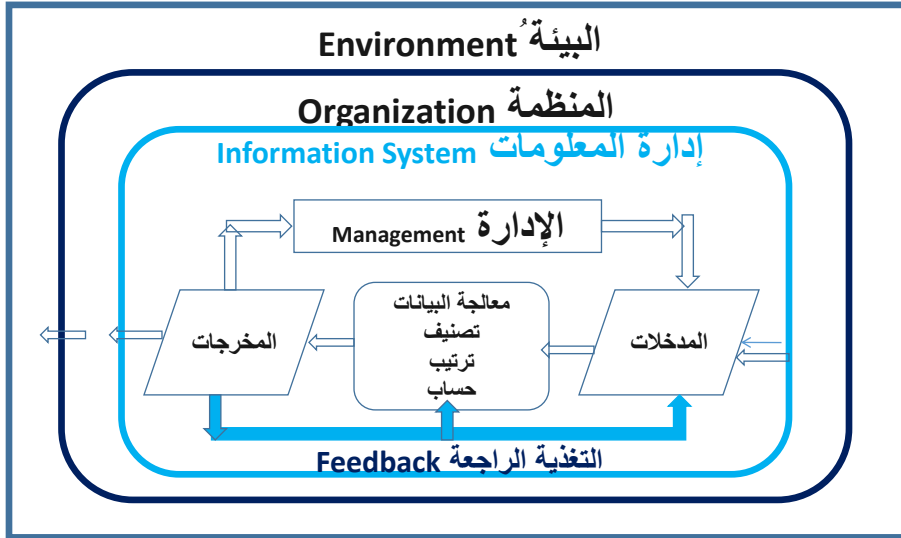 البيئة ُ Environment
المنظمة Organization
إدارة المعلومات Information System
الإدارة Management
المدخلات
معالجة البيانات
تصنيف
ترتيب
حساب
المخرجات
التغذية الراجعة Feedback